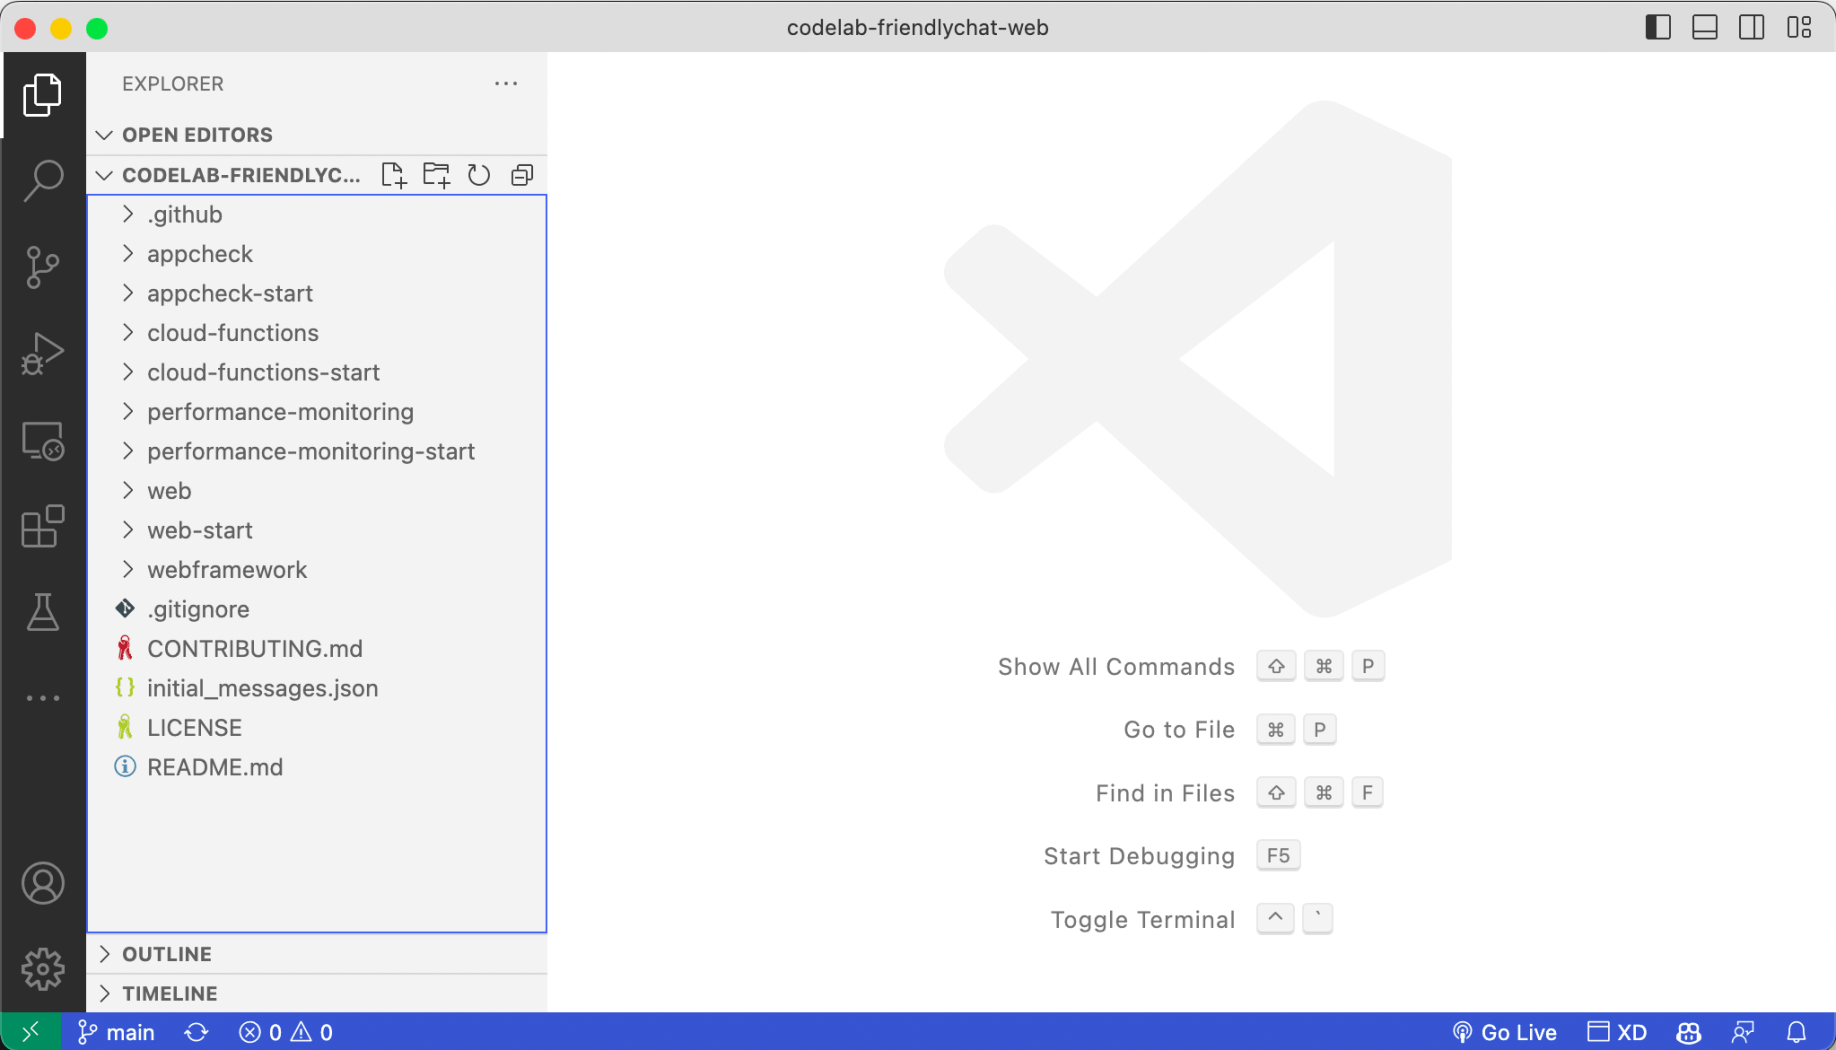 codelab-friendlychat-web
EXPLORER
OPEN EDITORS
CODELAB-FRIENDLYC...
.github
appcheck
appcheck-start
cloud-functions
cloud-functions-start
performance-monitoring
performance-monitoring-start
web
web-start
webframework
.gitignore
CONTRIBUTING.md
initial_messages.json
LICENSE
README.md
OUTLINE
TIMELINE
Show All Commands ⇧ ⌘ P
Go to File ⌘ P
Find in Files ⇧ ⌘ F
Start Debugging F5
Toggle Terminal ^ `
main 0 0 Go Live XD